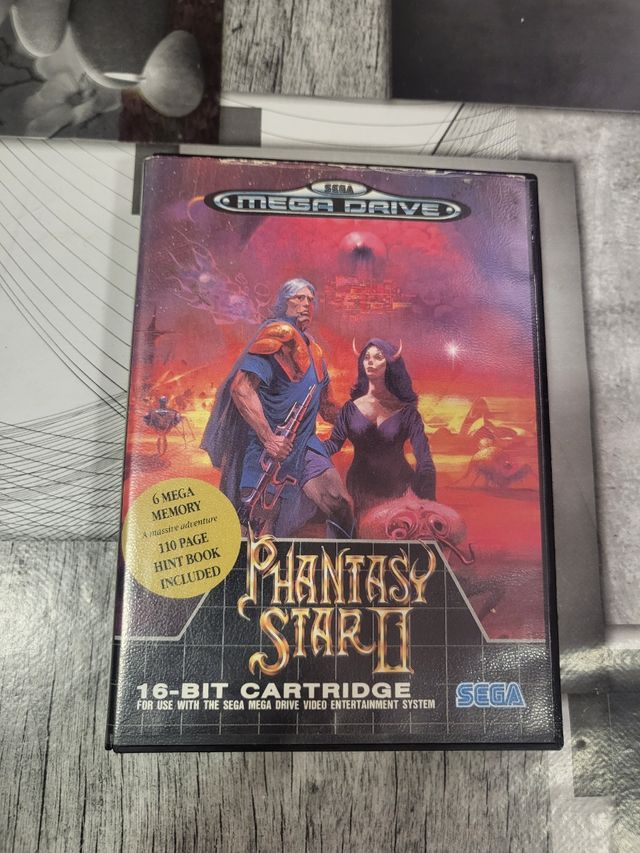 SEGA
MEGA DRIVE
6 MEGA
MEMORY
A massive adventure
110 PAGE
HINT BOOK
INCLUDED
PHANTASY
STAR II
16-BIT CARTRIDGE
FOR USE WITH THE SEGA MEGA DRIVE VIDEO ENTERTAINMENT SYSTEM
SEGA